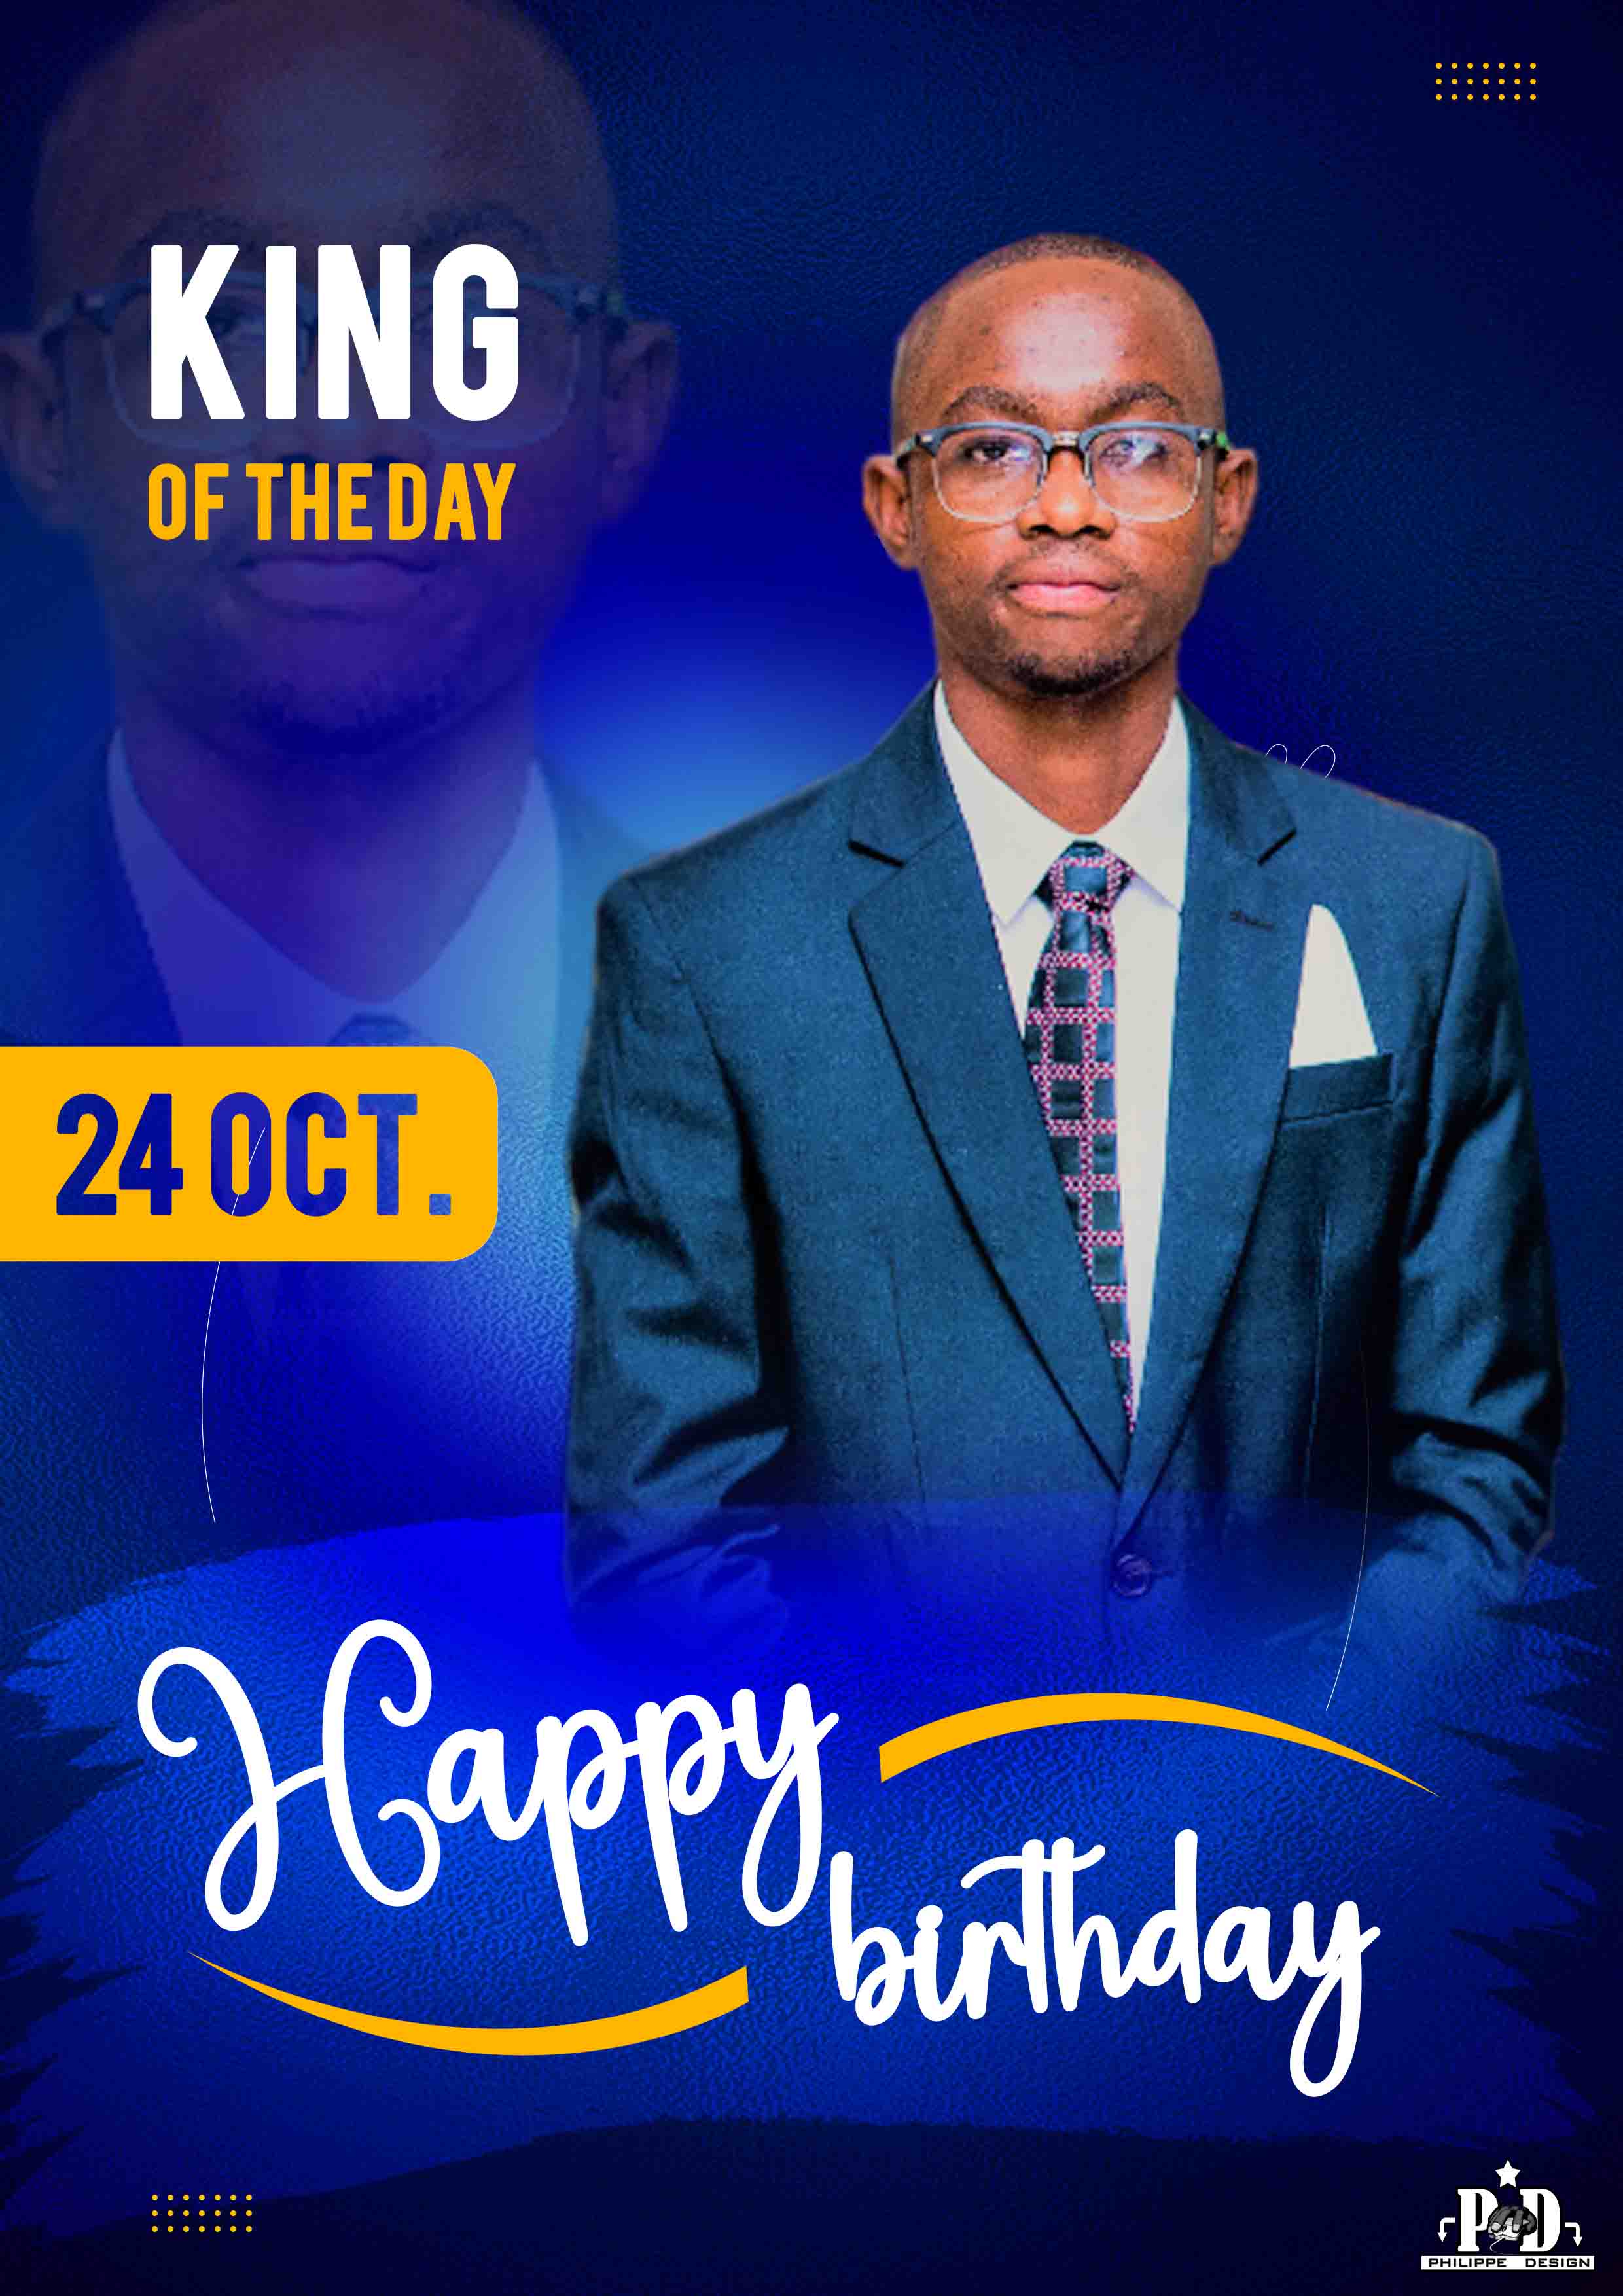 KING
OF THE DAY
24 OCT.
Happy
birthday
PD
PHILIPPE DESIGN